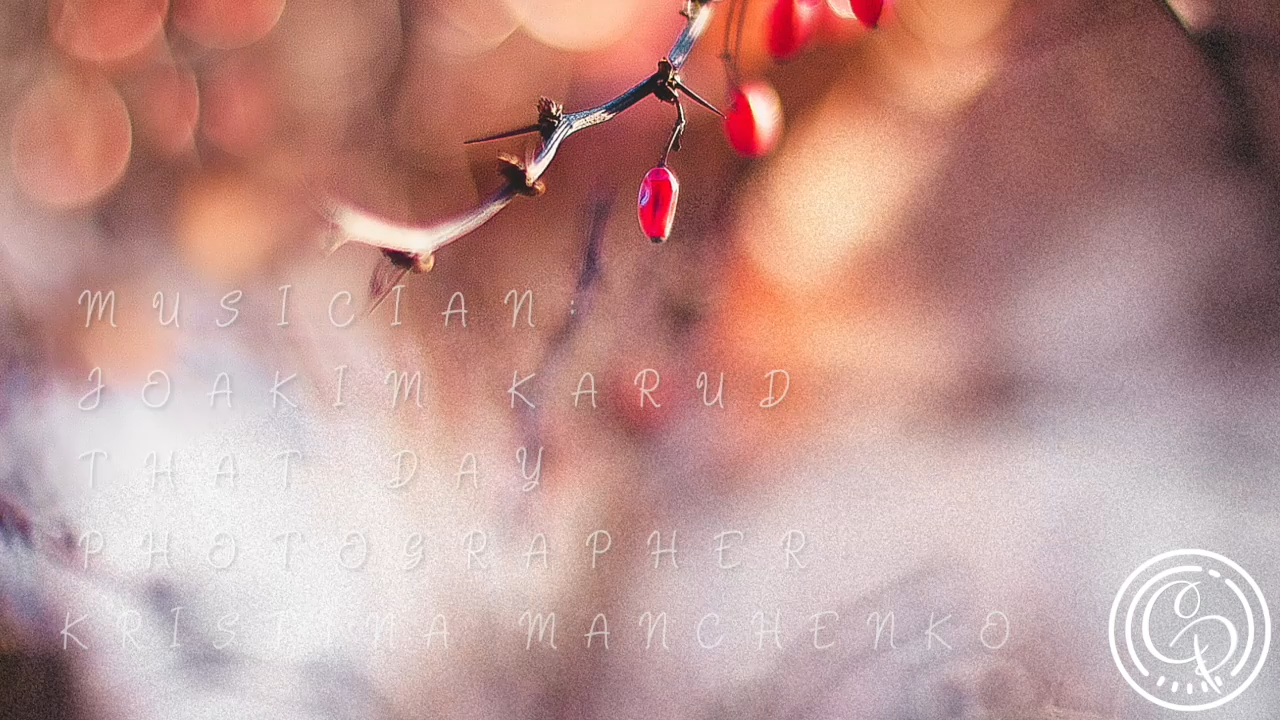 MUSICIAN:
JOAKIM KARUD
THAT DAY
PHOTOGRAPHER
KRISTINA MANCHENKO